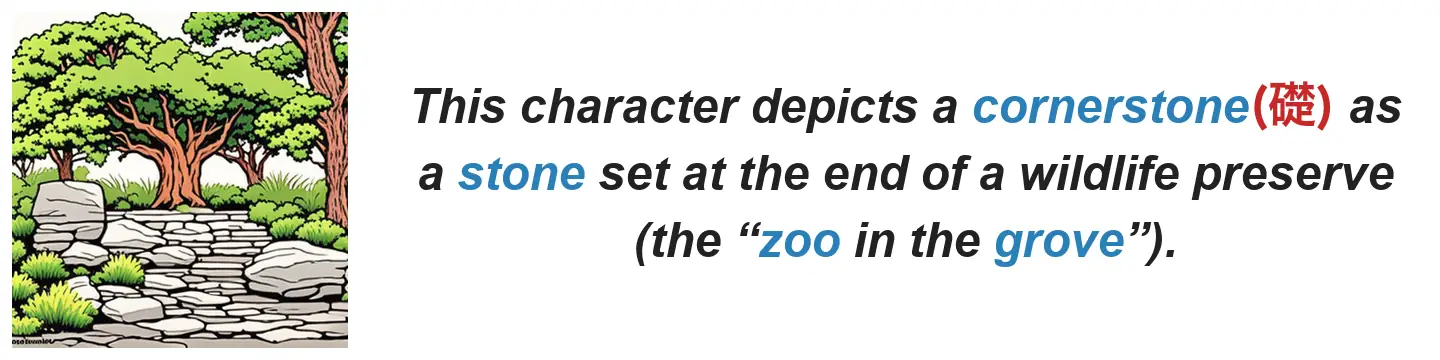 This character depicts a cornerstone(礎) as
a stone set at the end of a wildlife preserve
(the “zoo in the grove”).